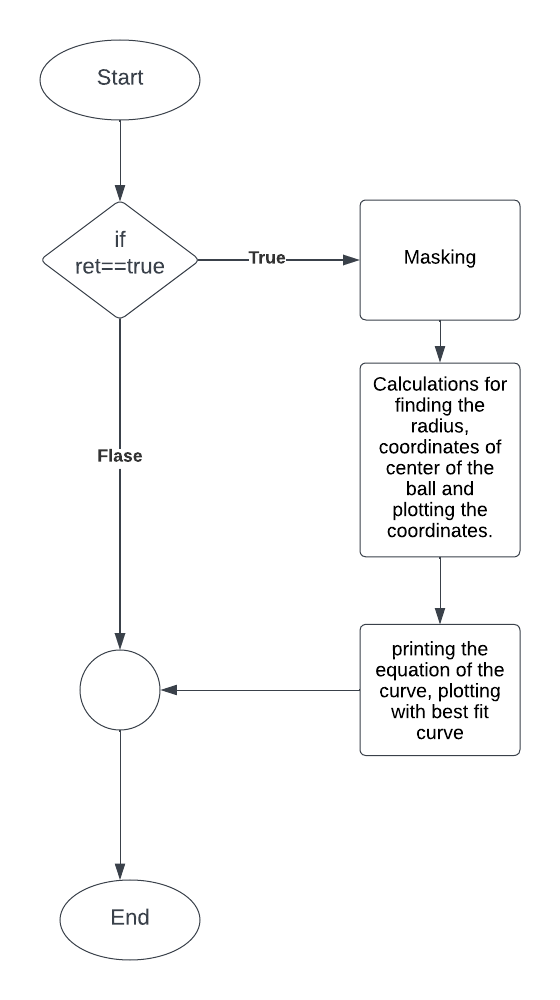 Start
if
ret==true
True
Masking
Calculations for
finding the
radius,
coordinates of
center of the
ball and
plotting the
coordinates.
Flase
printing the
equation of the
curve, plotting
with best fit
curve
End